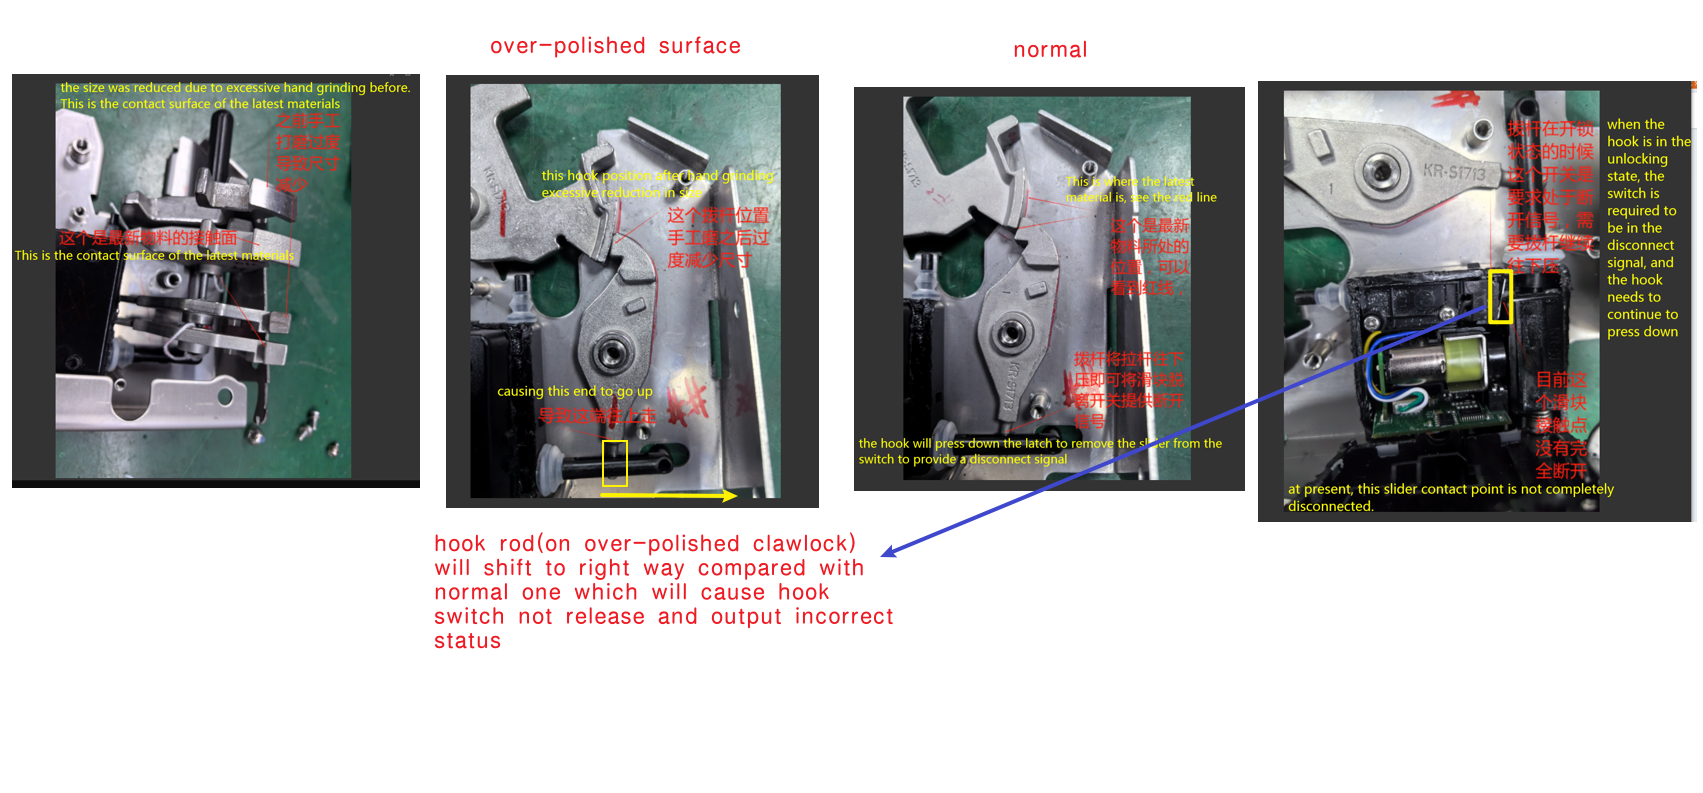 over-polished surface
normal
the size was reduced due to excessive hand grinding before.
This is the contact surface of the latest materials
之前手工
打磨过度
导致尺寸
减少
这个是最新物料的接触面
This is the contact surface of the latest materials
this hook position after hand grinding
excessive reduction in size
这个拨杆位置
手工磨之后过
度减少尺寸
causing this end to go up
导致这端往上走
hook rod(on over-polished clawlock)
will shift to right way compared with
normal one which will cause hook
switch not release and output incorrect
status
This is where the latest
material is, see the red line
这个是最新
物料所处的
位置，可以
看到红线．
拨杆将拉杆往下
压即可将滑块脱
离开关提供断开
信号
KR-S1713
the hook will press down the latch to remove the slider from the
switch to provide a disconnect signal
拨杆在开锁
状态的时候
这个开关是
要求处于断
开信号，需
要拨杆继续
往下压
KR-S1713
when the
hook is in the
unlocking
state, the
switch is
required to
be in the
disconnect
signal, and
the hook
needs to
continue to
press down
目前这
个滑块
接触点
没有完
全断开
at present, this slider contact point is not completely
disconnected.